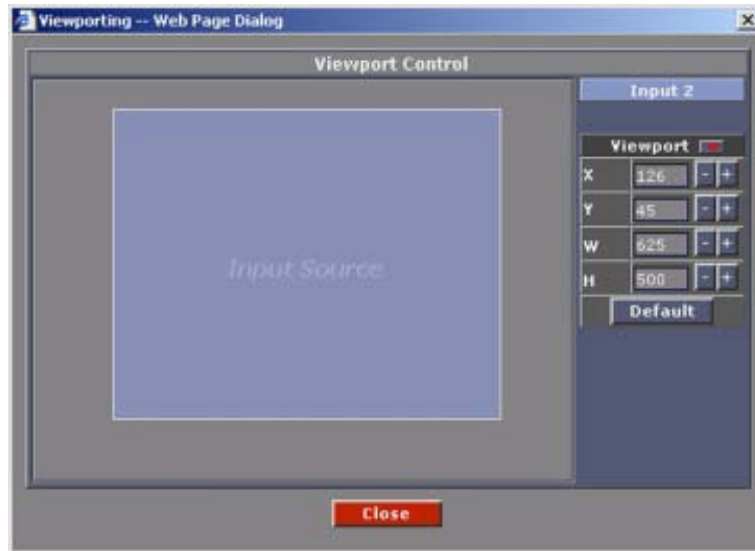 Viewporting -- Web Page Dialog
Viewport Control
Input Source
Input 2
Viewport
X 126 - +
Y 45 - +
W 625 - +
H 500 - +
Default
Close